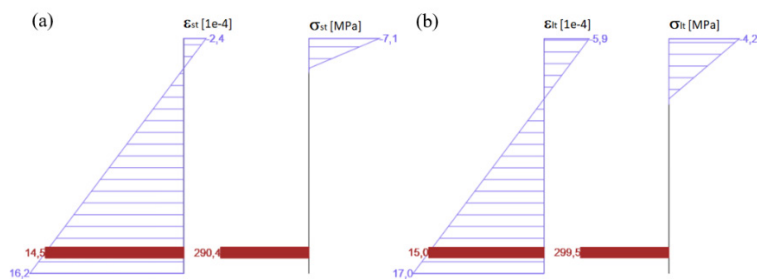 (a) εst [1e-4] σst [MPa] (b) εlt [1e-4] σlt [MPa]
-2,4 -7,1 -5,9 -4,2
14,5 290,4 15,0 299,5
16,2 17,0